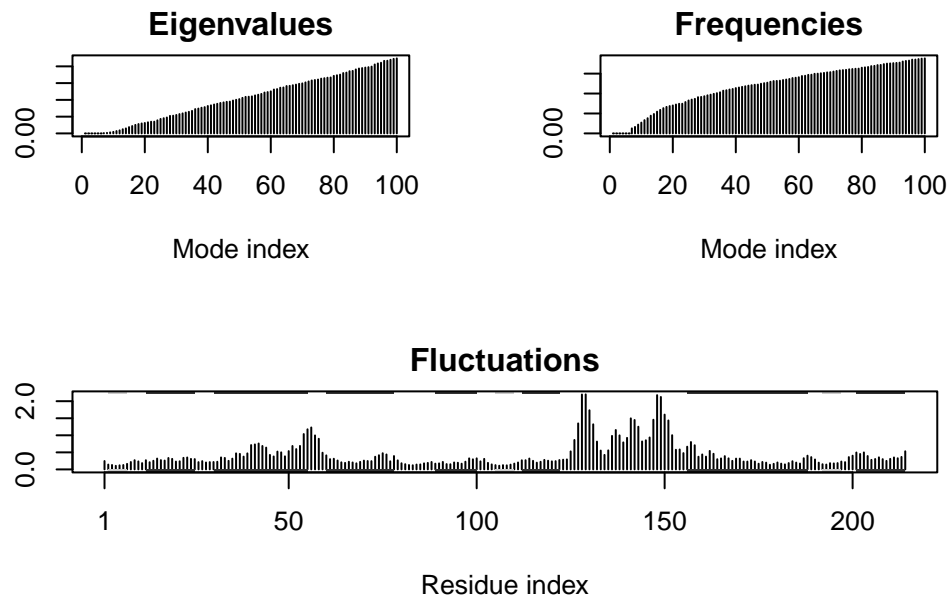 Eigenvalues
0.00
0 20 40 60 80 100
Mode index
Frequencies
0.00
0 20 40 60 80 100
Mode index
Fluctuations
2.0
0.0
1 50 100 150 200
Residue index